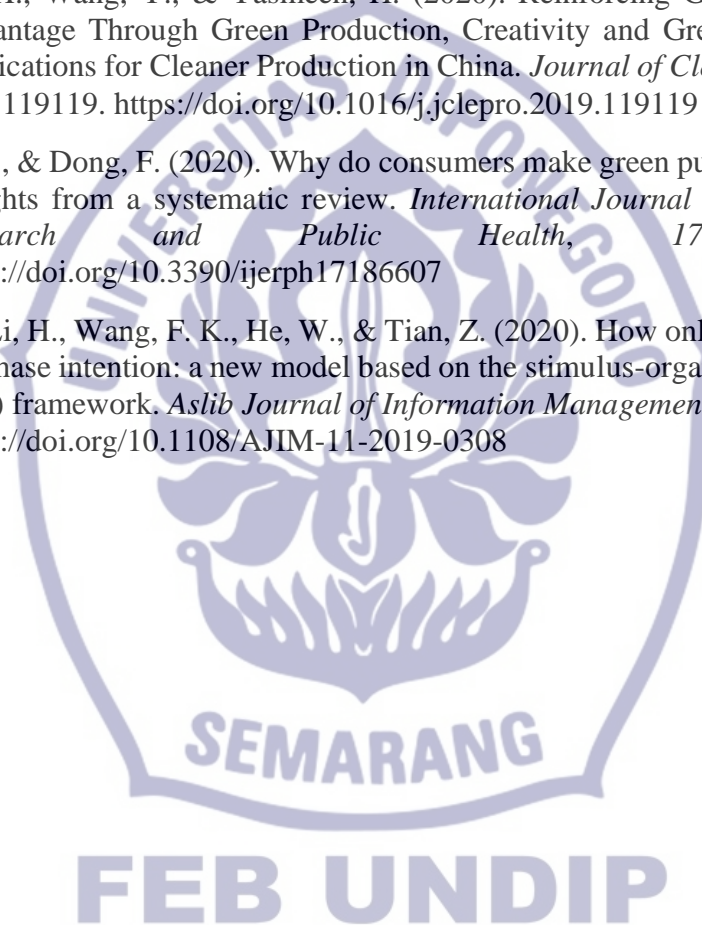 H., Wang, Y., & Yasmeen, H. (2020). Reinforcing G
antage Through Green Production, Creativity and Gre
ications for Cleaner Production in China. Journal of Cle
119119. https://doi.org/10.1016/j.jclepro.2019.119119
., & Dong, F. (2020). Why do consumers make green pu
ghts from a systematic review. International Journal
arch and Public Health, 17
://doi.org/10.3390/ijerph17186607
Li, H., Wang, F. K., He, W., & Tian, Z. (2020). How onl
hase intention: a new model based on the stimulus-orga
) framework. Aslib Journal of Information Managemen
://doi.org/10.1108/AJIM-11-2019-0308
UNIVERSITAS DIPONEGORO
SEMARANG
FEB UNDIP